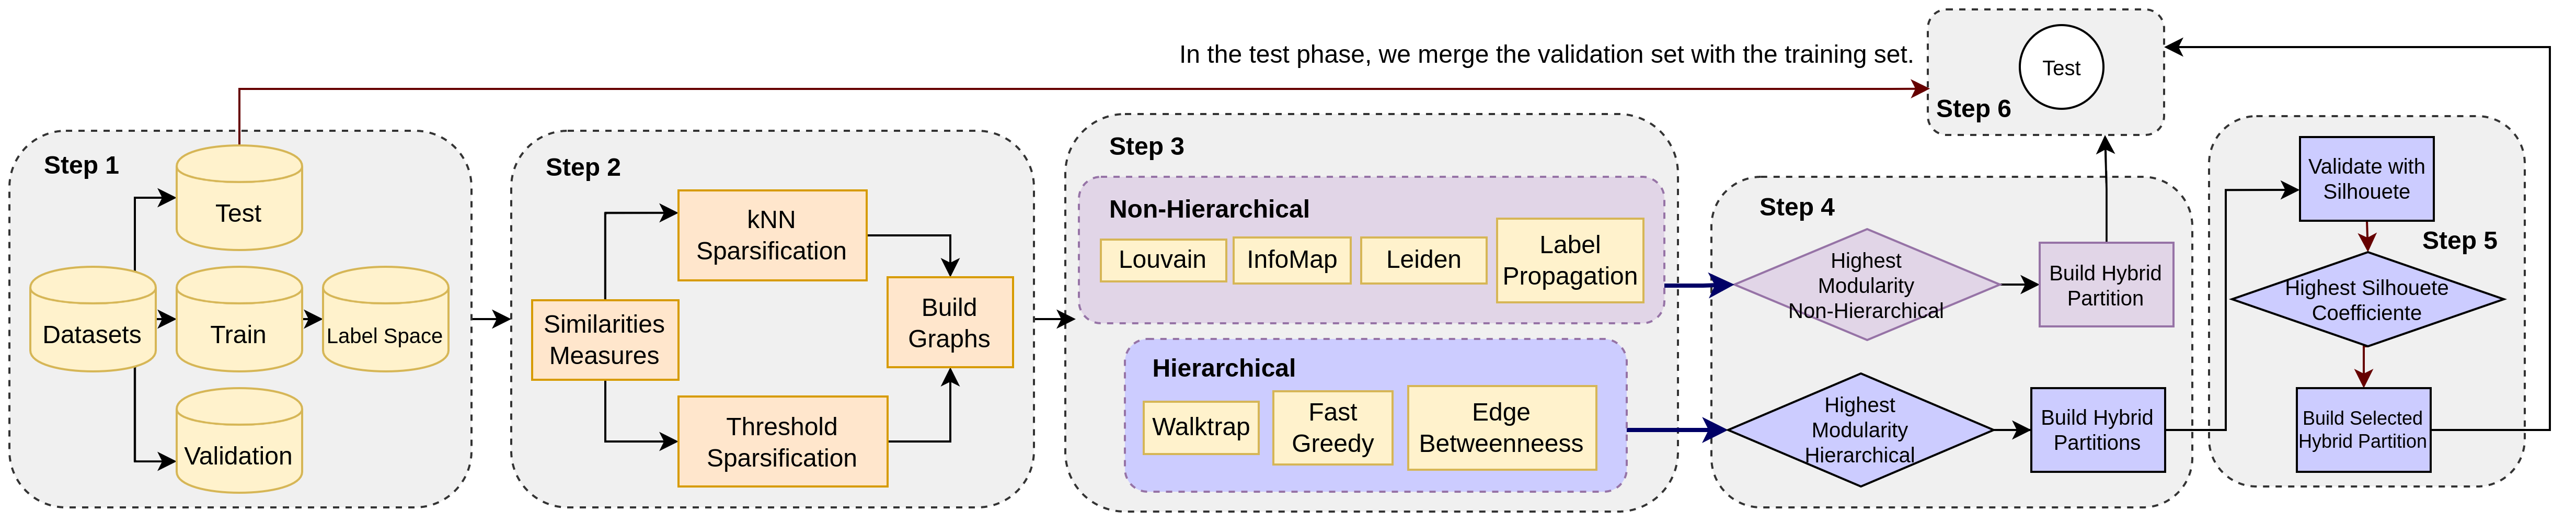 In the test phase, we merge the validation set with the training set.
Step 1
Test
Datasets
Train
Label Space
Validation
Step 2
kNN
Sparsification
Similarities
Measures
Build
Graphs
Threshold
Sparsification
Step 3
Non-Hierarchical
Louvain
InfoMap
Leiden
Label
Propagation
Hierarchical
Walktrap
Fast
Greedy
Edge
Betweenneess
Step 4
Highest
Modularity
Non-Hierarchical
Build Hybrid
Partition
Highest
Modularity
Hierarchical
Build Hybrid
Partitions
Validate with
Silhouete
Step 5
Highest Silhouete
Coefficiente
Build Selected
Hybrid Partition
Test
Step 6